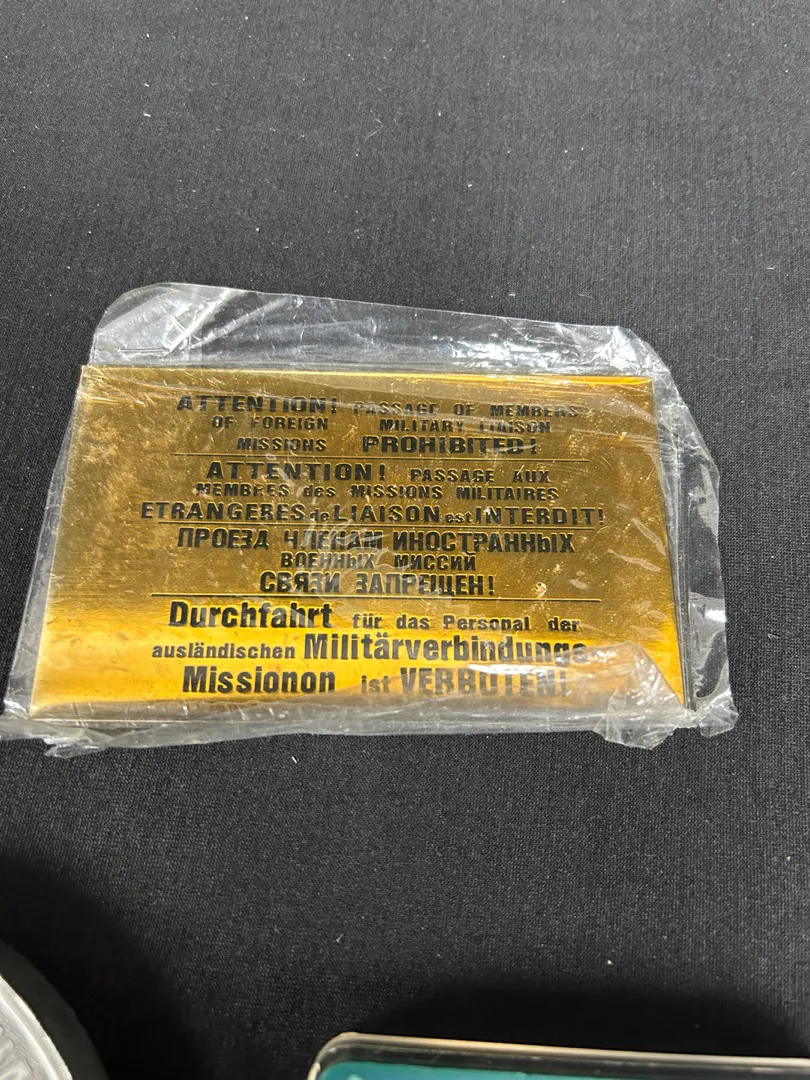 ATTENTION! PASSAGE OF MEMBERS
OF FOREIGN MILITARY LIAISON
MISSIONS PROHIBITED!
ATTENTION! PASSAGE AUX
MEMBRES des MISSIONS MILITAIRES
ETRANGERES de LIAISON est INTERDIT!
ПРОЕЗД ЧЛЕНАМ ИНОСТРАННЫХ
ВОЕННЫХ МИССИЙ
СВЯЗИ ЗАПРЕЩЕН!
Durchfahrt für das Personal der
ausländischen Militärverbindungs-
Missionon ist VERBOTEN!